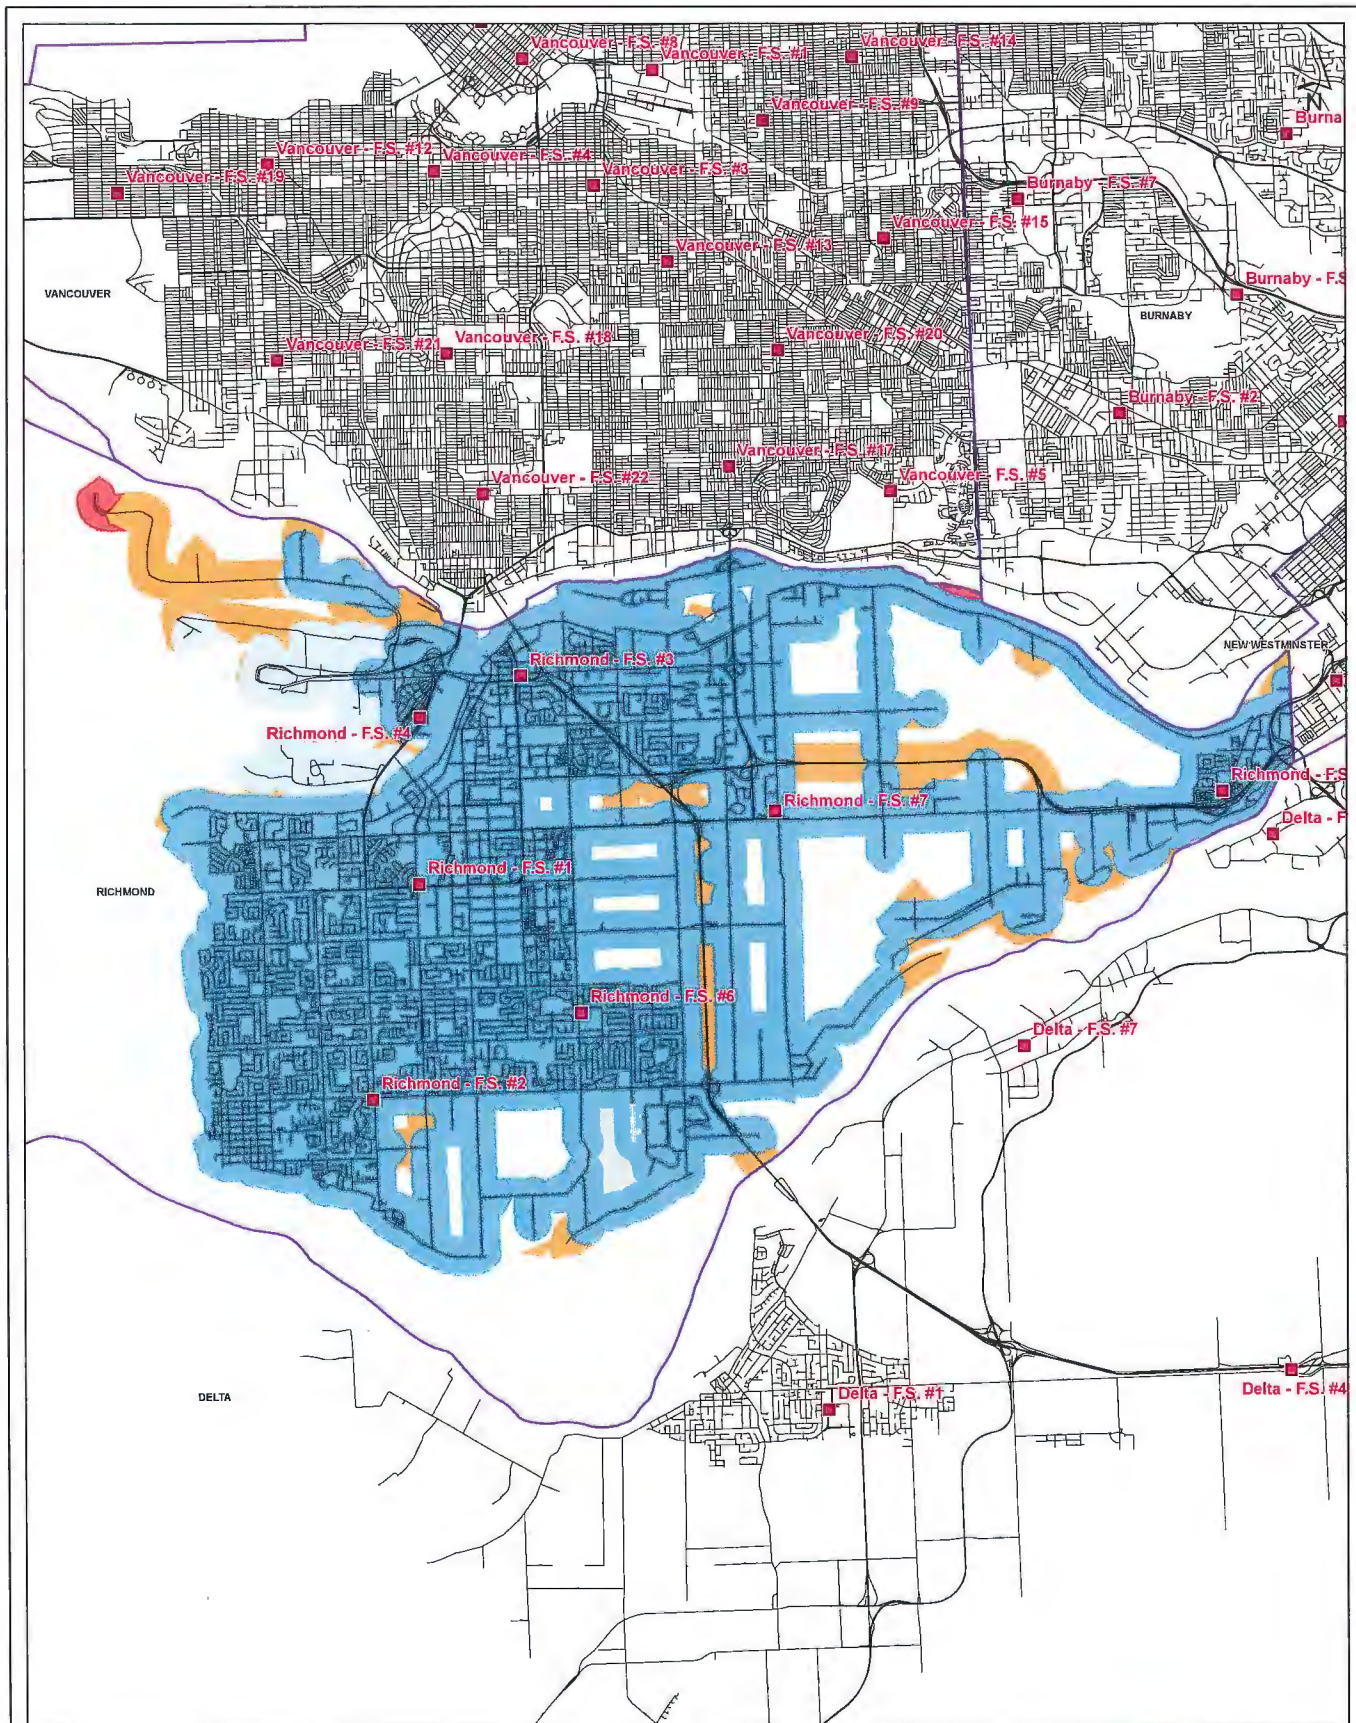 Vancouver - F.S. #8
Vancouver - F.S. #1
Vancouver - F.S. #14
Vancouver - F.S. #9
N
Burna
Vancouver - F.S. #12
Vancouver - F.S. #4
Vancouver - F.S. #3
Vancouver - F.S. #19
Burnaby - F.S. #7
Vancouver - F.S. #15
Vancouver - F.S. #13
Burnaby - F.S
VANCOUVER
BURNABY
Vancouver - F.S. #21
Vancouver - F.S. #18
Vancouver - F.S. #20
Burnaby - F.S. #2
Vancouver - F.S. #17
Vancouver - F.S. #22
Vancouver - F.S. #5
NEW WESTMINSTER
Richmond - F.S. #3
Richmond - F.S. #4
Richmond - F.S
Richmond - F.S. #7
Delta - F
Richmond - F.S. #1
RICHMOND
Richmond - F.S. #6
Delta - F.S. #7
Richmond - F.S. #2
Delta - F.S. #4
Delta - F.S. #1
DELTA